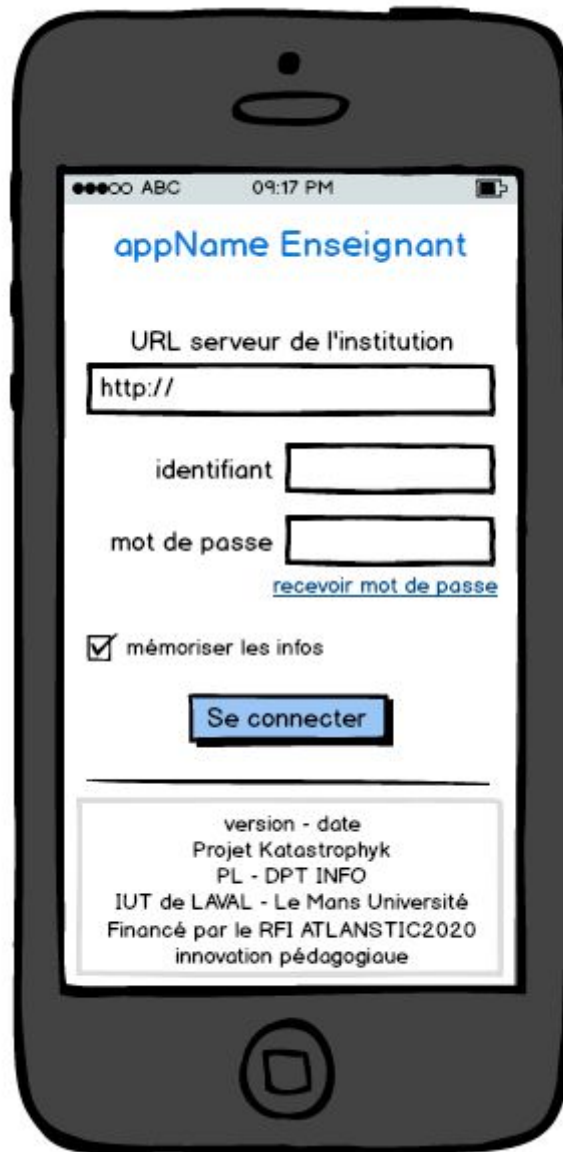 ABC 09:17 PM
appName Enseignant
URL serveur de l'institution
http://
identifiant
mot de passe
recevoir mot de passe
mémoriser les infos
Se connecter
version - date
Projet Katastrophyk
PL - DPT INFO
IUT de LAVAL - Le Mans Université
Financé par le RFI ATLANSTIC2020
innovation pédagogiaue